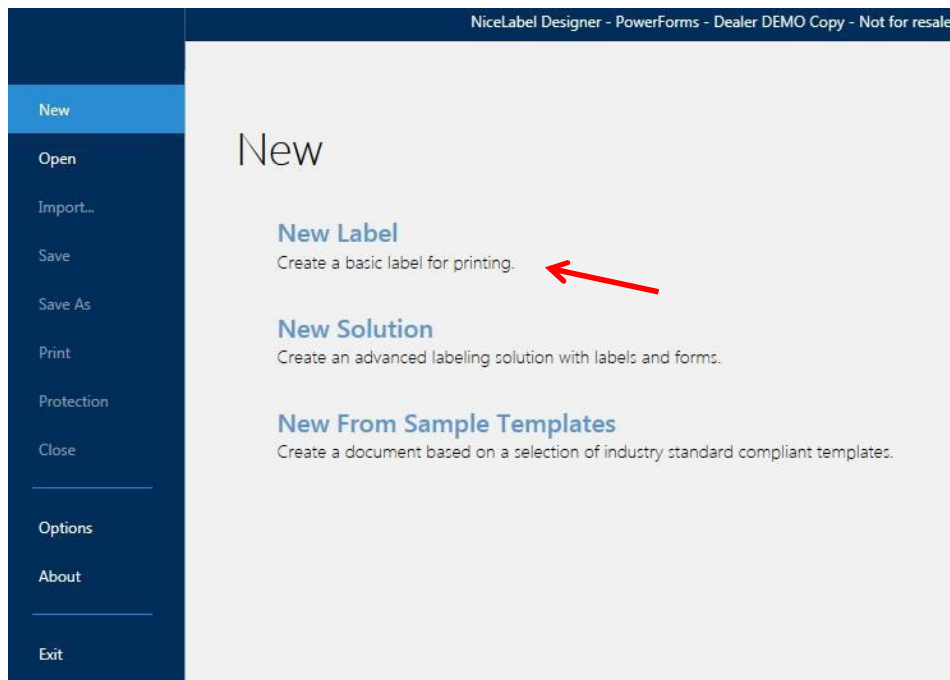 NiceLabel Designer - PowerForms - Dealer DEMO Copy - Not for resale
New
Open
Import...
Save
Save As
Print
Protection
Close
Options
About
Exit
New
New Label
Create a basic label for printing.
New Solution
Create an advanced labeling solution with labels and forms.
New From Sample Templates
Create a document based on a selection of industry standard compliant templates.